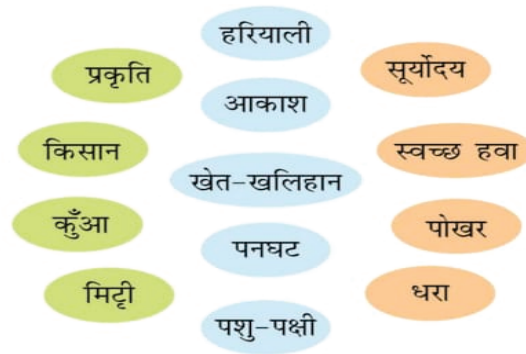 हरियाली
प्रकृति
सूर्योदय
आकाश
किसान
स्वच्छ हवा
खेत-खलिहान
कुँआ
पोखर
पनघट
मिट्टी
धरा
पशु-पक्षी